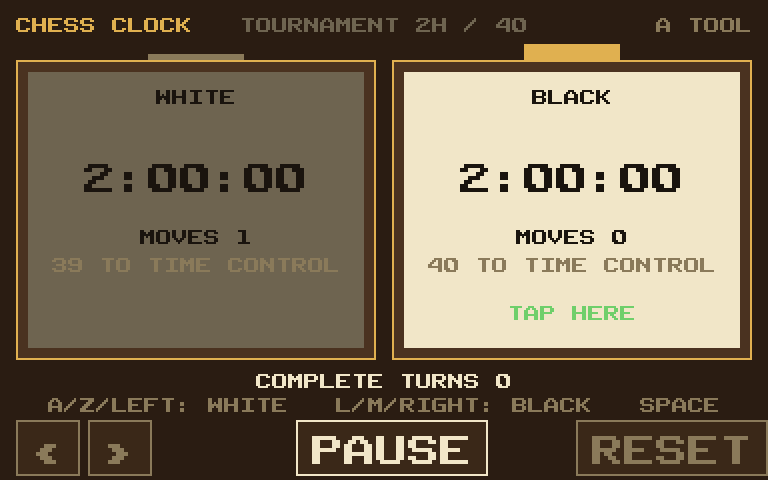 CHESS CLOCK TOURNAMENT 2H / 40 A TOOL
WHITE
2:00:00
MOVES 1
39 TO TIME CONTROL
BLACK
2:00:00
MOVES 0
40 TO TIME CONTROL
TAP HERE
COMPLETE TURNS 0
A/Z/LEFT: WHITE L/M/RIGHT: BLACK SPACE
< > PAUSE RESET